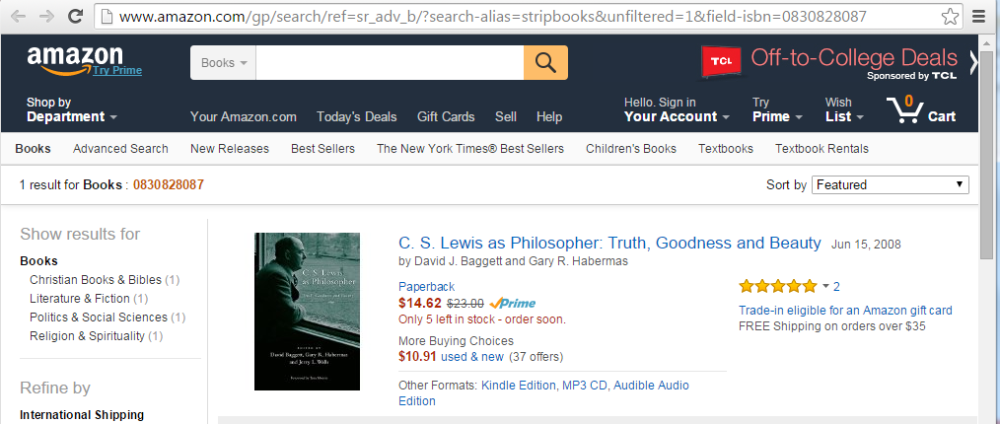 www.amazon.com/gp/search/ref=sr_adv_b/?search-alias=stripbooks&unfiltered=1&field-isbn=0830828087
amazon
Try Prime
Books
TCL Off-to-College Deals
Sponsored by TCL
Shop by
Department
Your Amazon.com Today's Deals Gift Cards Sell Help
Hello. Sign in
Your Account
Try
Prime
Wish
List
0
Cart
Books Advanced Search New Releases Best Sellers The New York Times® Best Sellers Children's Books Textbooks Textbook Rentals
1 result for Books : 0830828087
Sort by Featured
Show results for
Books
Christian Books & Bibles (1)
Literature & Fiction (1)
Politics & Social Sciences (1)
Religion & Spirituality (1)
Refine by
International Shipping
C. S. Lewis
as Philosopher
Truth, Goodness and Beauty
EDITED BY
David Baggett, Gary R. Habermas
and Jerry L. Walls
Foreword by Tom Morris
C. S. Lewis as Philosopher: Truth, Goodness and Beauty Jun 15, 2008
by David J. Baggett and Gary R. Habermas
Paperback
$14.62 $23.00 Prime
Only 5 left in stock - order soon.
More Buying Choices
$10.91 used & new (37 offers)
Other Formats: Kindle Edition, MP3 CD, Audible Audio
Edition
2
Trade-in eligible for an Amazon gift card
FREE Shipping on orders over $35